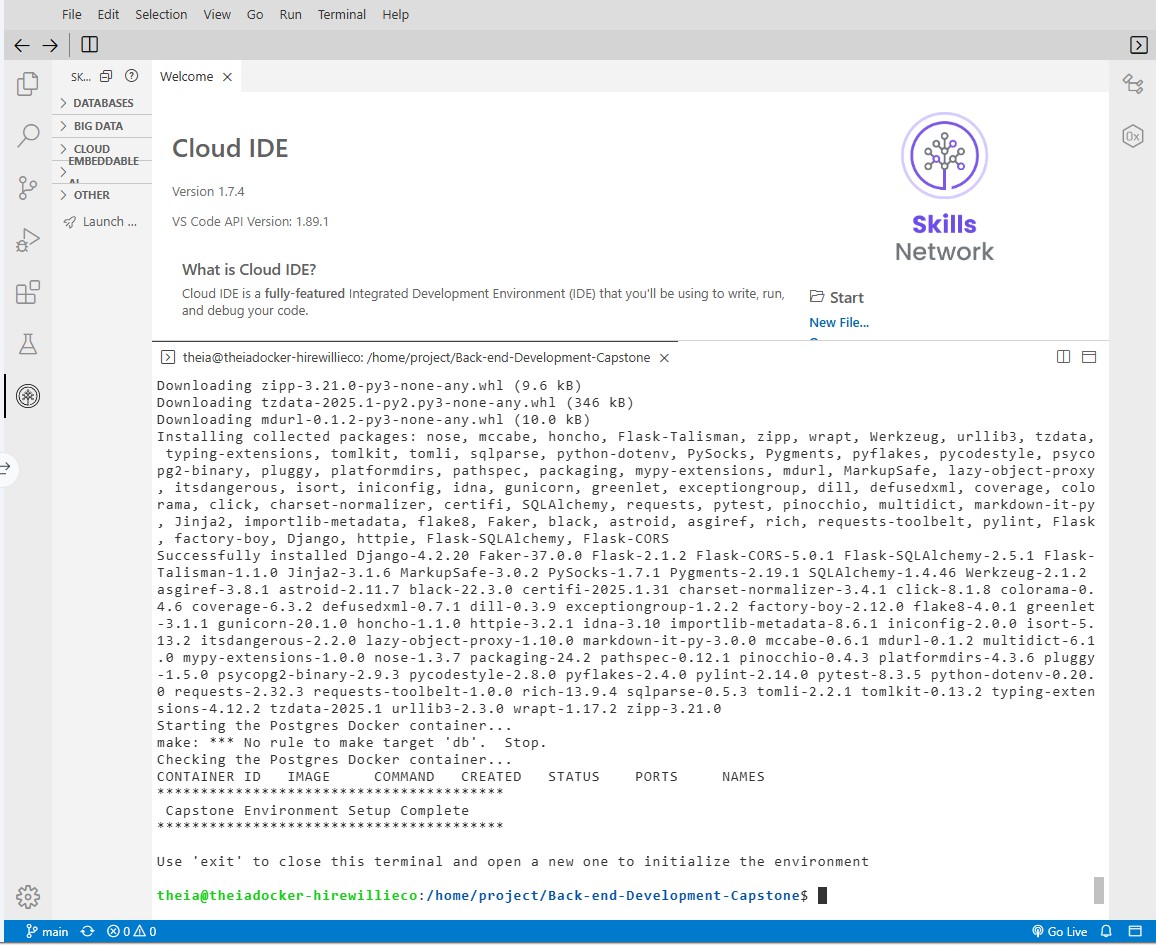 File Edit Selection View Go Run Terminal Help
SK...
Welcome
DATABASES
BIG DATA
CLOUD
EMBEDDABLE
AI
OTHER
Launch ...
Cloud IDE
Version 1.7.4
VS Code API Version: 1.89.1
What is Cloud IDE?
Cloud IDE is a fully-featured Integrated Development Environment (IDE) that you'll be using to write, run,
and debug your code.
Skills
Network
Start
New File...
0x
theia@theiadocker-hirewillieco: /home/project/Back-end-Development-Capstone
Downloading zipp-3.21.0-py3-none-any.whl (9.6 kB)
Downloading tzdata-2025.1-py2.py3-none-any.whl (346 kB)
Downloading mdurl-0.1.2-py3-none-any.whl (10.0 kB)
Installing collected packages: nose, mccabe, honcho, Flask-Talisman, zipp, wrapt, Werkzeug, urllib3, tzdata,
typing-extensions, tomlkit, tomli, sqlparse, python-dotenv, PySocks, Pygments, pyflakes, pycodestyle, psyco
pg2-binary, pluggy, platformdirs, pathspec, packaging, mypy-extensions, mdurl, MarkupSafe, lazy-object-proxy
, itsdangerous, isort, iniconfig, idna, gunicorn, greenlet, exceptiongroup, dill, defusedxml, coverage, colo
rama, click, charset-normalizer, certifi, SQLAlchemy, requests, pytest, pinocchio, multidict, markdown-it-py
, Jinja2, importlib-metadata, flake8, Faker, black, astroid, asgiref, rich, requests-toolbelt, pylint, Flask
, factory-boy, Django, httpie, Flask-SQLAlchemy, Flask-CORS
Successfully installed Django-4.2.20 Faker-37.0.0 Flask-2.1.2 Flask-CORS-5.0.1 Flask-SQLAlchemy-2.5.1 Flask-
Talisman-1.1.0 Jinja2-3.1.6 MarkupSafe-3.0.2 PySocks-1.7.1 Pygments-2.19.1 SQLAlchemy-1.4.46 Werkzeug-2.1.2
asgiref-3.8.1 astroid-2.11.7 black-22.3.0 certifi-2025.1.31 charset-normalizer-3.4.1 click-8.1.8 colorama-0.
4.6 coverage-6.3.2 defusedxml-0.7.1 dill-0.3.9 exceptiongroup-1.2.2 factory-boy-2.12.0 flake8-4.0.1 greenlet
-3.1.1 gunicorn-20.1.0 honcho-1.1.0 httpie-3.2.1 idna-3.10 importlib-metadata-8.6.1 iniconfig-2.0.0 isort-5.
13.2 itsdangerous-2.2.0 lazy-object-proxy-1.10.0 markdown-it-py-3.0.0 mccabe-0.6.1 mdurl-0.1.2 multidict-6.1
.0 mypy-extensions-1.0.0 nose-1.3.7 packaging-24.2 pathspec-0.12.1 pinocchio-0.4.3 platformdirs-4.3.6 pluggy
-1.5.0 psycopg2-binary-2.9.3 pycodestyle-2.8.0 pyflakes-2.4.0 pylint-2.14.0 pytest-8.3.5 python-dotenv-0.20.
0 requests-2.32.3 requests-toolbelt-1.0.0 rich-13.9.4 sqlparse-0.5.3 tomli-2.2.1 tomlkit-0.13.2 typing-exten
sions-4.12.2 tzdata-2025.1 urllib3-2.3.0 wrapt-1.17.2 zipp-3.21.0
Starting the Postgres Docker container...
make: *** No rule to make target 'db'.  Stop.
Checking the Postgres Docker container...
CONTAINER ID   IMAGE     COMMAND   CREATED   STATUS    PORTS     NAMES
****************************************
Capstone Environment Setup Complete
****************************************
Use 'exit' to close this terminal and open a new one to initialize the environment
theia@theiadocker-hirewillieco:/home/project/Back-end-Development-Capstone$
main 0 0 Go Live